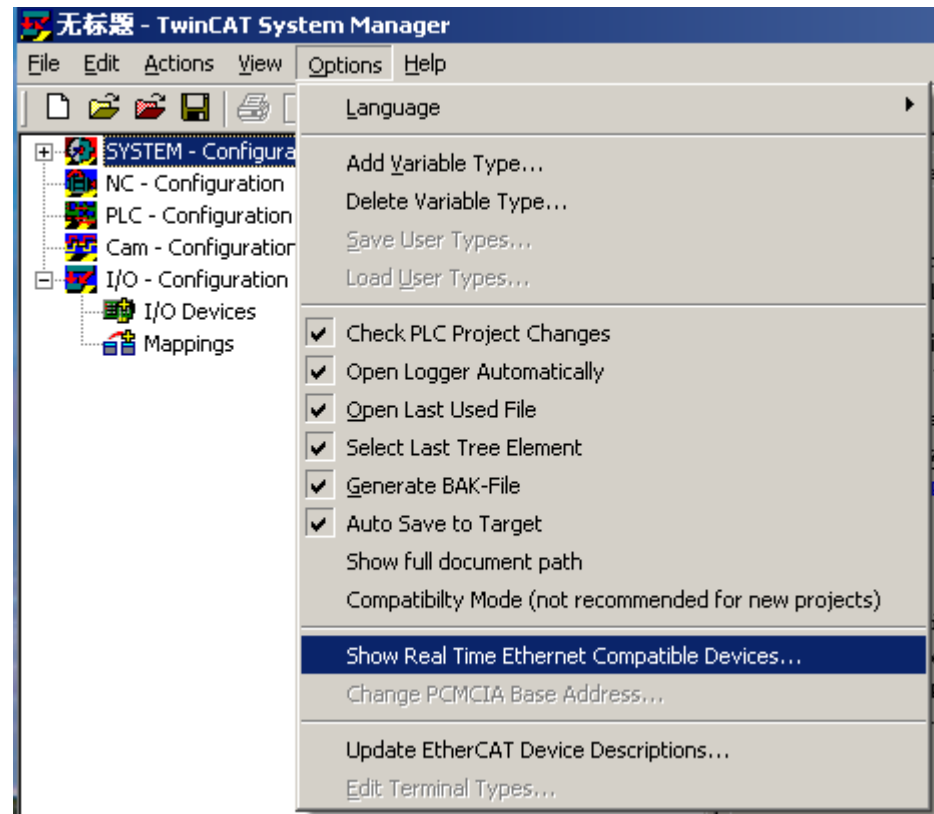 无标题 - TwinCAT System Manager
File Edit Actions View Options Help
Language
SYSTEM - Configura
Add Variable Type...
NC - Configuration
Delete Variable Type...
PLC - Configuration
Save User Types...
Cam - Configuration
Load User Types...
I/O - Configuration
I/O Devices
Check PLC Project Changes
Mappings
Open Logger Automatically
Open Last Used File
Select Last Tree Element
Generate BAK-File
Auto Save to Target
Show full document path
Compatibilty Mode (not recommended for new projects)
Show Real Time Ethernet Compatible Devices...
Change PCMCIA Base Address...
Update EtherCAT Device Descriptions...
Edit Terminal Types...